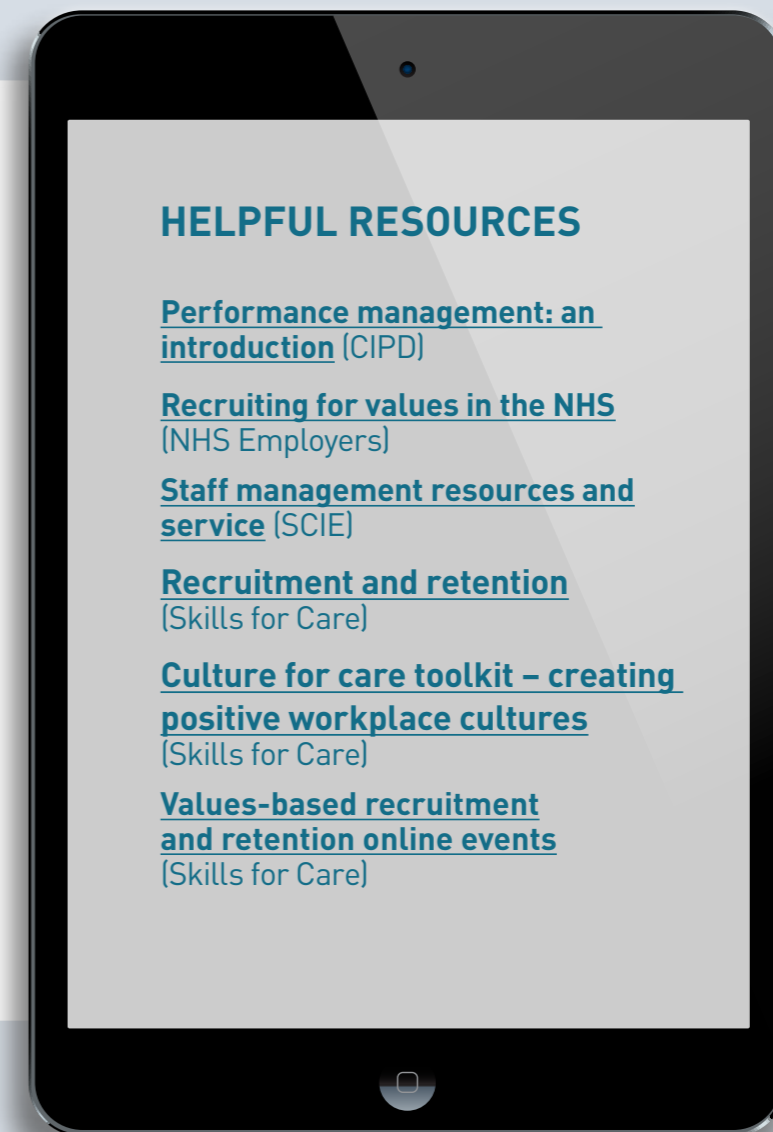 HELPFUL RESOURCES
Performance management: an
introduction (CIPD)
Recruiting for values in the NHS
(NHS Employers)
Staff management resources and
service (SCIE)
Recruitment and retention
(Skills for Care)
Culture for care toolkit – creating
positive workplace cultures
(Skills for Care)
Values-based recruitment
and retention online events
(Skills for Care)